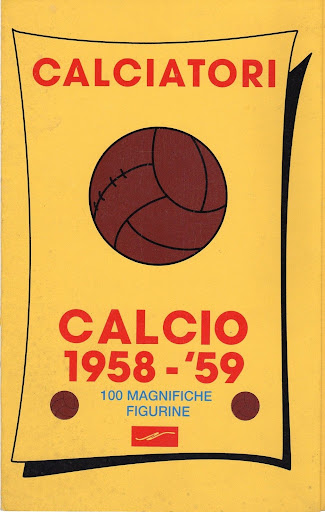 CALCIATORI
CALCIO
1958 - '59
100 MAGNIFICHE
FIGURINE